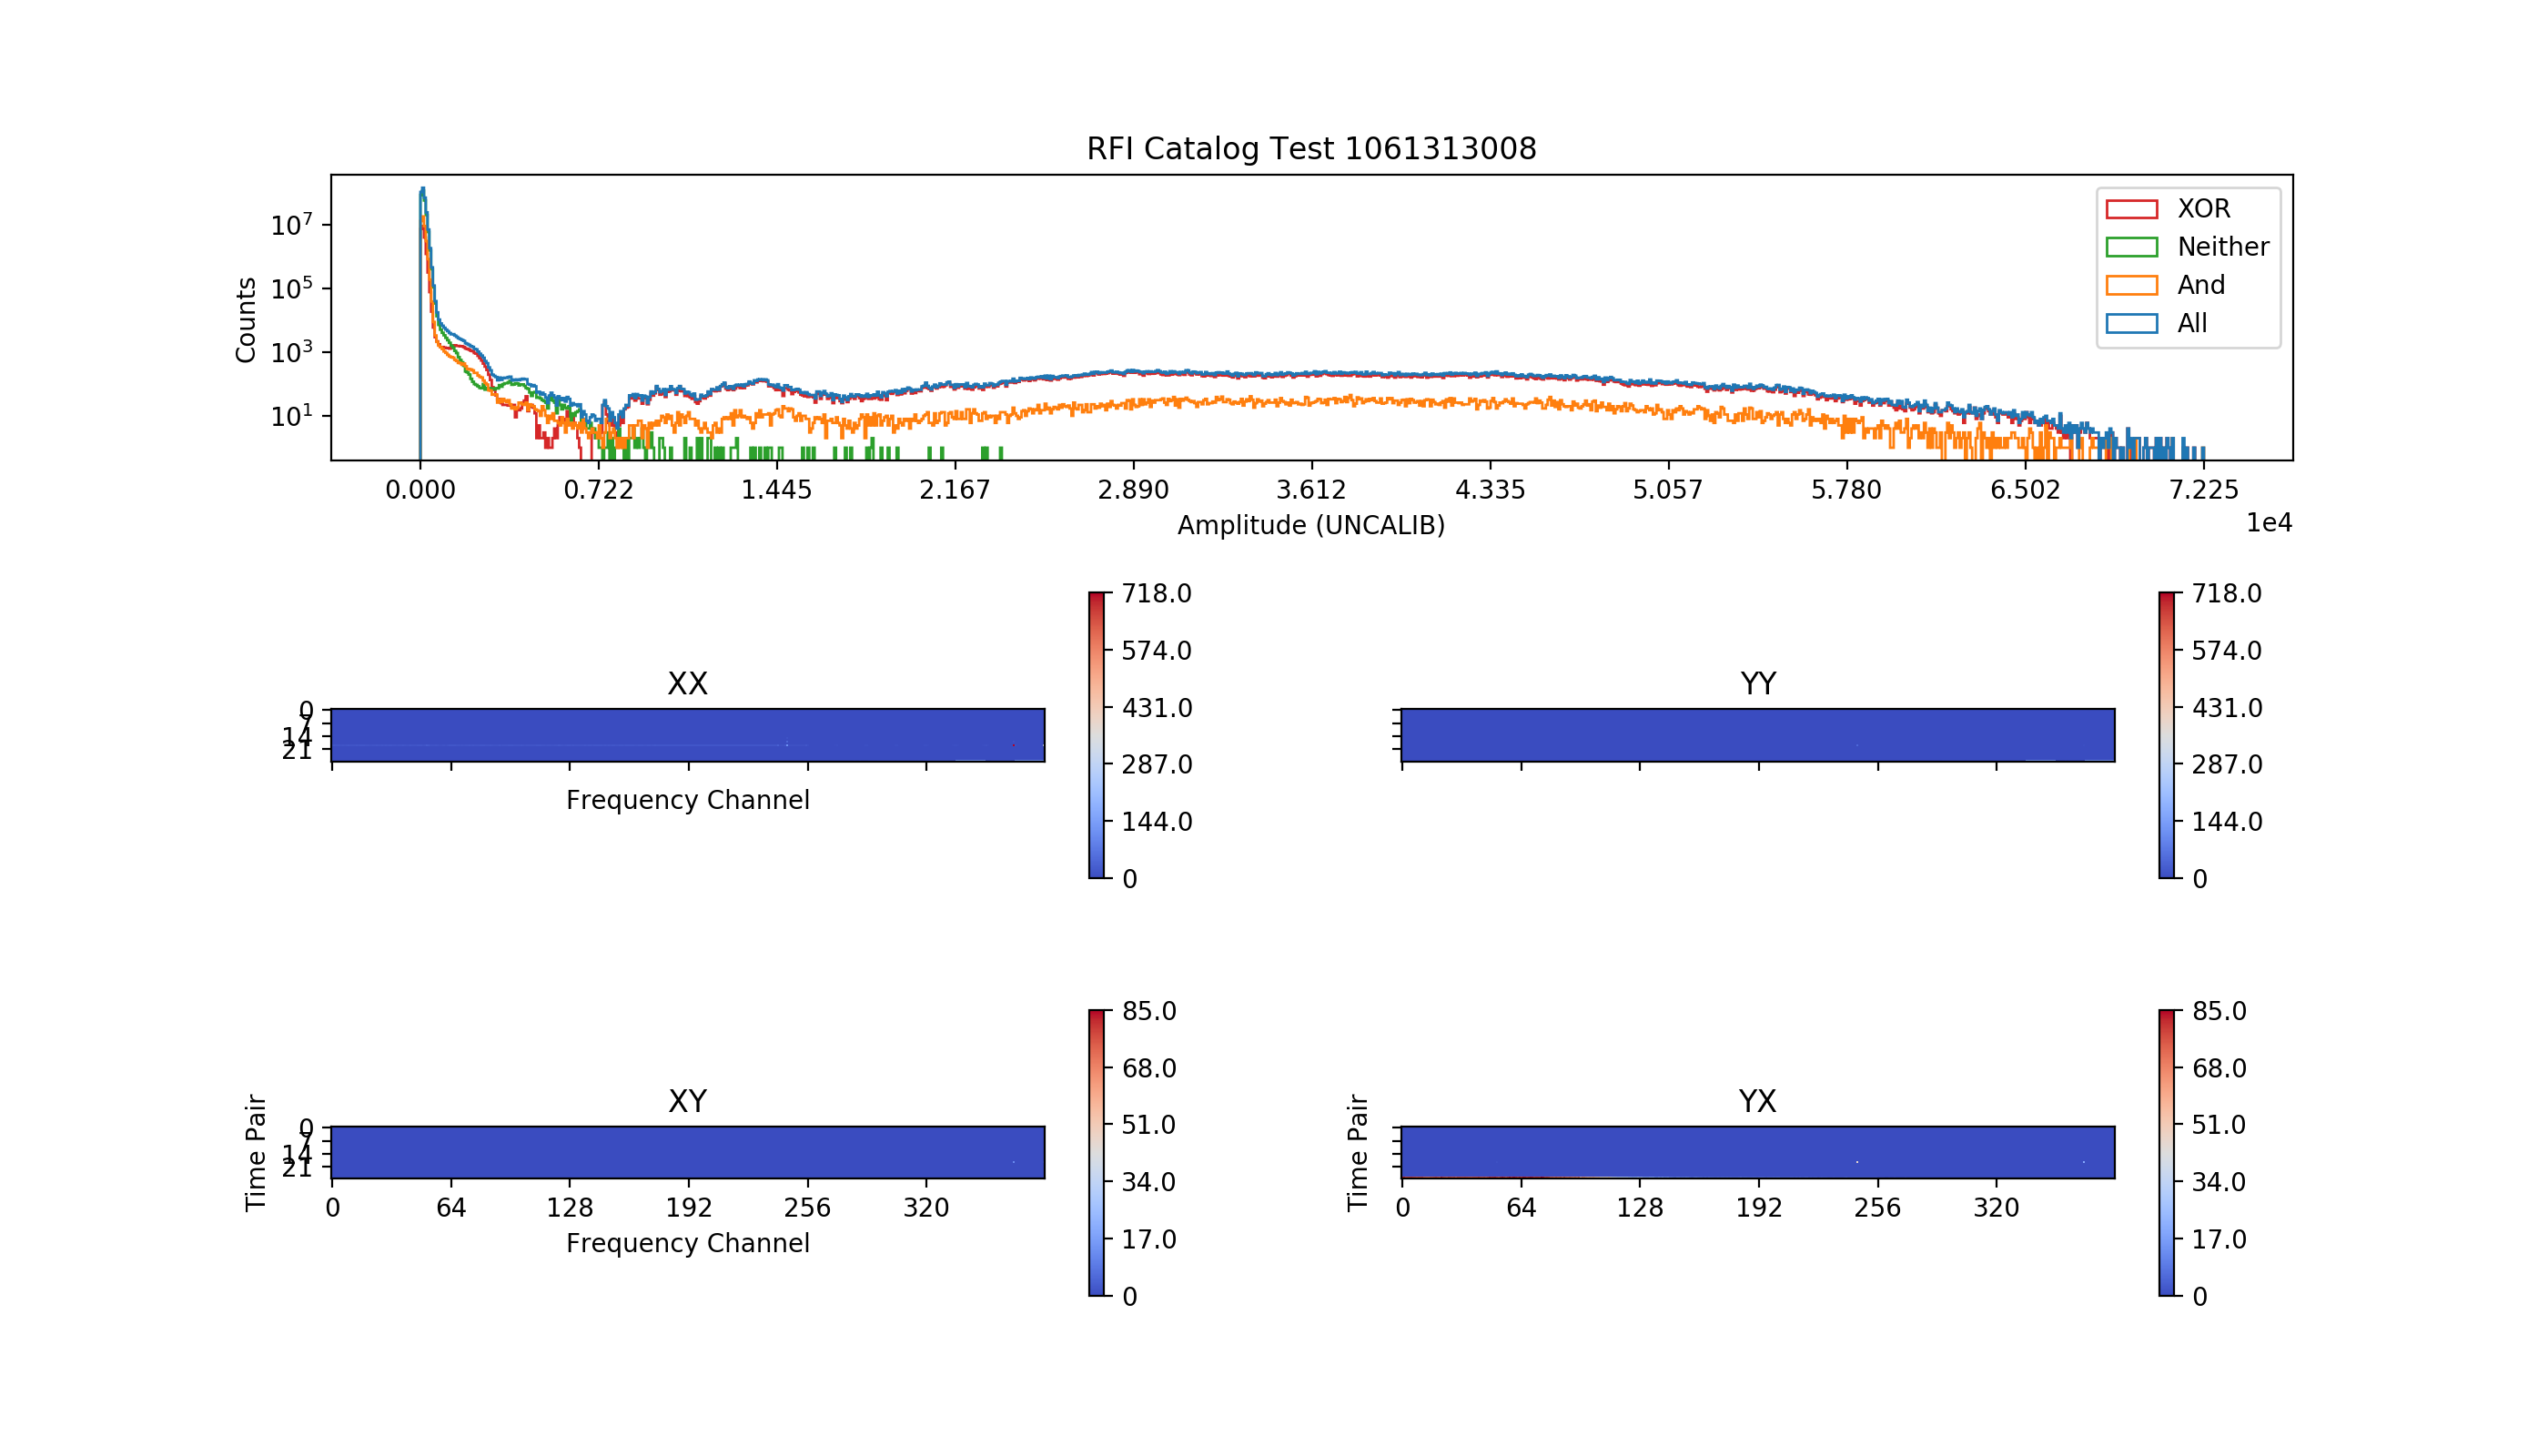 RFI Catalog Test 1061313008
Counts
10^7
10^5
10^3
10^1
XOR
Neither
And
All
0.000 0.722 1.445 2.167 2.890 3.612 4.335 5.057 5.780 6.502 7.225
Amplitude (UNCALIB)
1e4
XX
0
7
14
21
Frequency Channel
718.0
574.0
431.0
287.0
144.0
0
YY
718.0
574.0
431.0
287.0
144.0
0
XY
Time Pair
0
7
14
21
0 64 128 192 256 320
Frequency Channel
85.0
68.0
51.0
34.0
17.0
0
YX
Time Pair
0 64 128 192 256 320
85.0
68.0
51.0
34.0
17.0
0